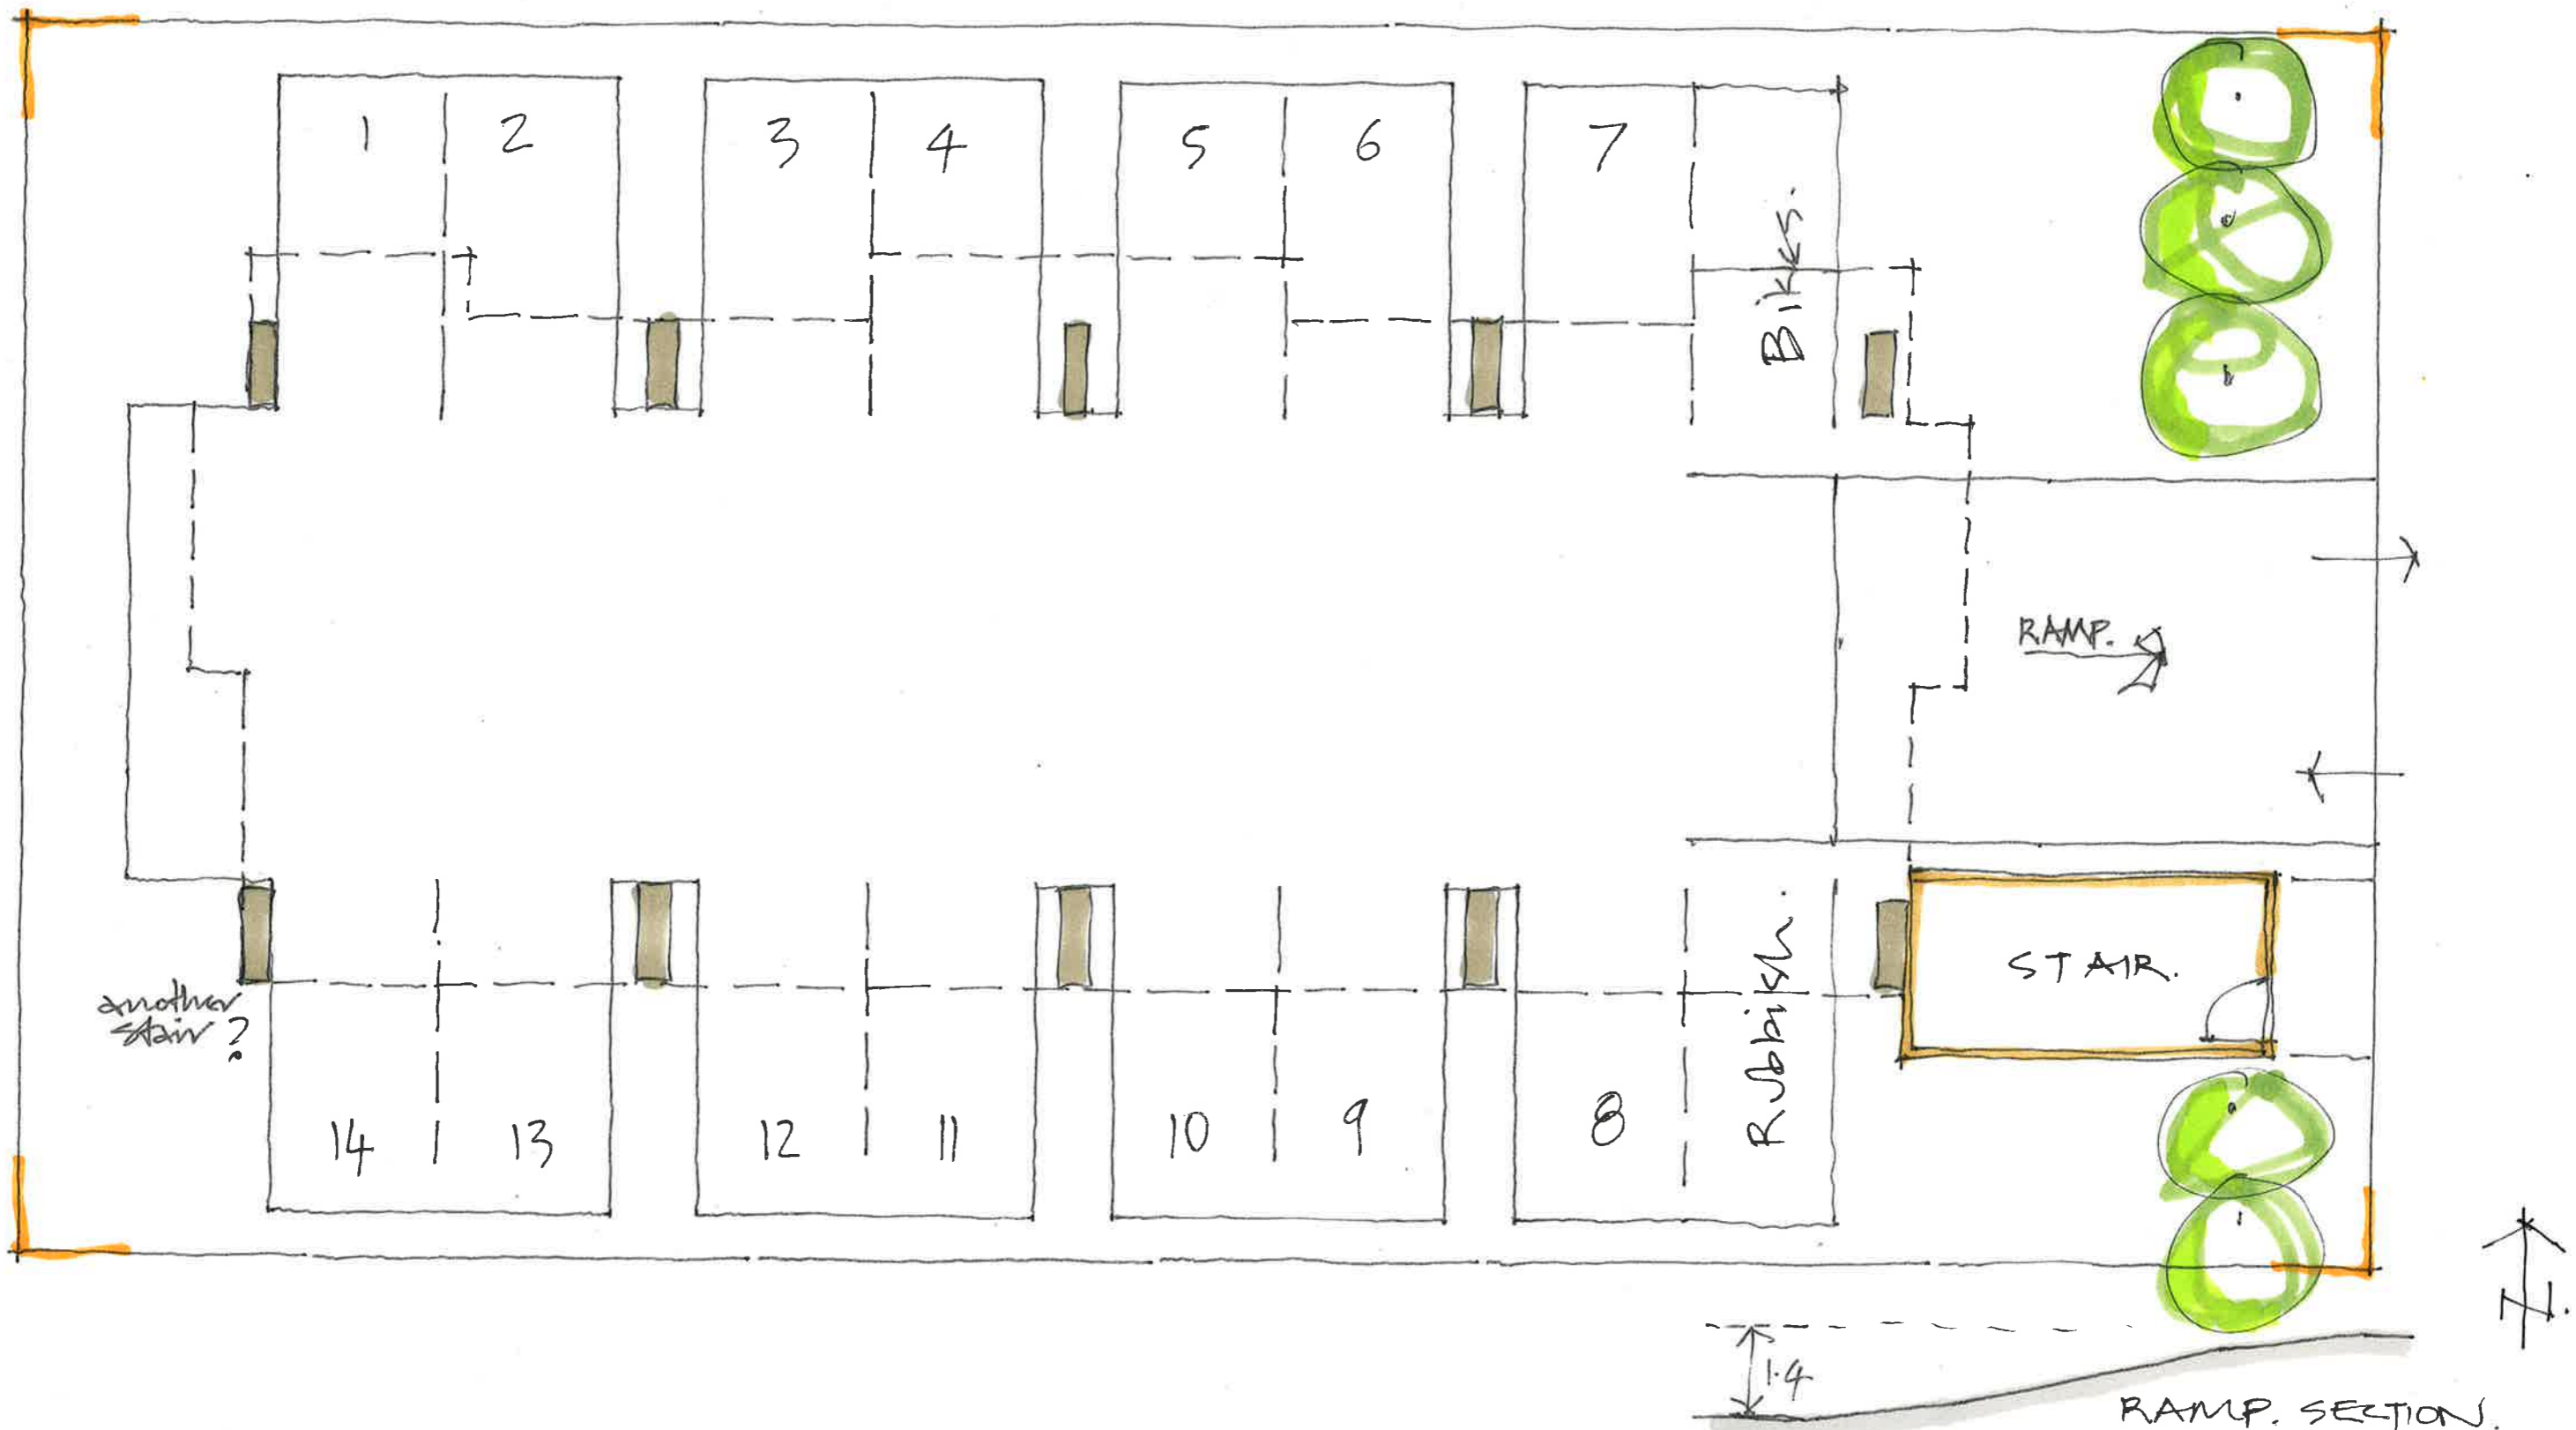 1
2
3
4
5
6
7
Bikes.
RAMP.
STAIR.
another
stair?
14
13
12
11
10
9
8
Rubbish.
N.
1.4
RAMP. SECTION.